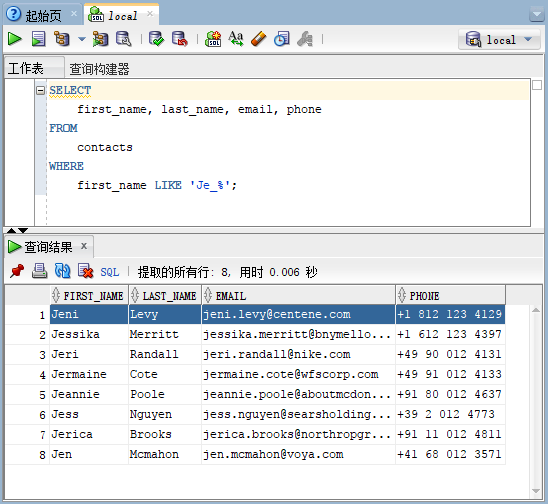 起始页 local
SQL Aa local
工作表 查询构建器
SELECT
first_name, last_name, email, phone
FROM
contacts
WHERE
first_name LIKE 'Je_%';
查询结果 x
SQL | 提取的所有行: 8, 用时 0.006 秒
FIRST_NAME LAST_NAME EMAIL PHONE
1 Jeni Levy jeni.levy@centene.com +1 812 123 4129
2 Jessika Merritt jessika.merritt@bnymello... +1 612 123 4397
3 Jeri Randall jeri.randall@nike.com +49 90 012 4131
4 Jermaine Cote jermaine.cote@wfscorp.com +49 91 012 4133
5 Jeannie Poole jeannie.poole@aboutmcdon... +91 80 012 4637
6 Jess Nguyen jess.nguyen@searsholding... +39 2 012 4773
7 Jerica Brooks jerica.brooks@northropgr... +91 11 012 4811
8 Jen Mcmahon jen.mcmahon@voya.com +41 68 012 3571